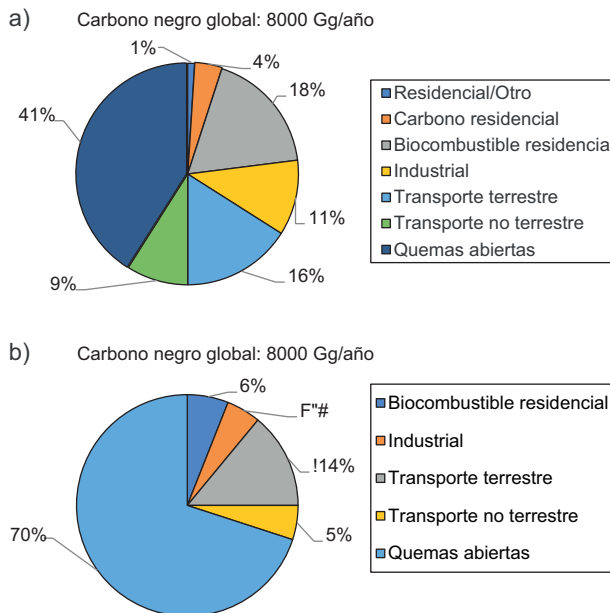 a)
Carbono negro global: 8000 Gg/año
1%
4%
18%
41%
11%
9%
16%
Residencial/Otro
Carbono residencial
Biocombustible residencia
Industrial
Transporte terrestre
Transporte no terrestre
Quemas abiertas
b)
Carbono negro global: 8000 Gg/año
6%
F"#
!14%
70%
5%
Biocombustible residencial
Industrial
Transporte terrestre
Transporte no terrestre
Quemas abiertas